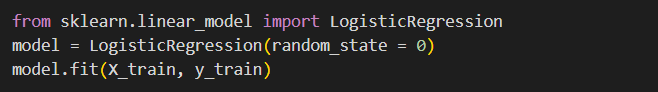 from sklearn.linear_model import LogisticRegression
model = LogisticRegression(random_state = 0)
model.fit(X_train, y_train)